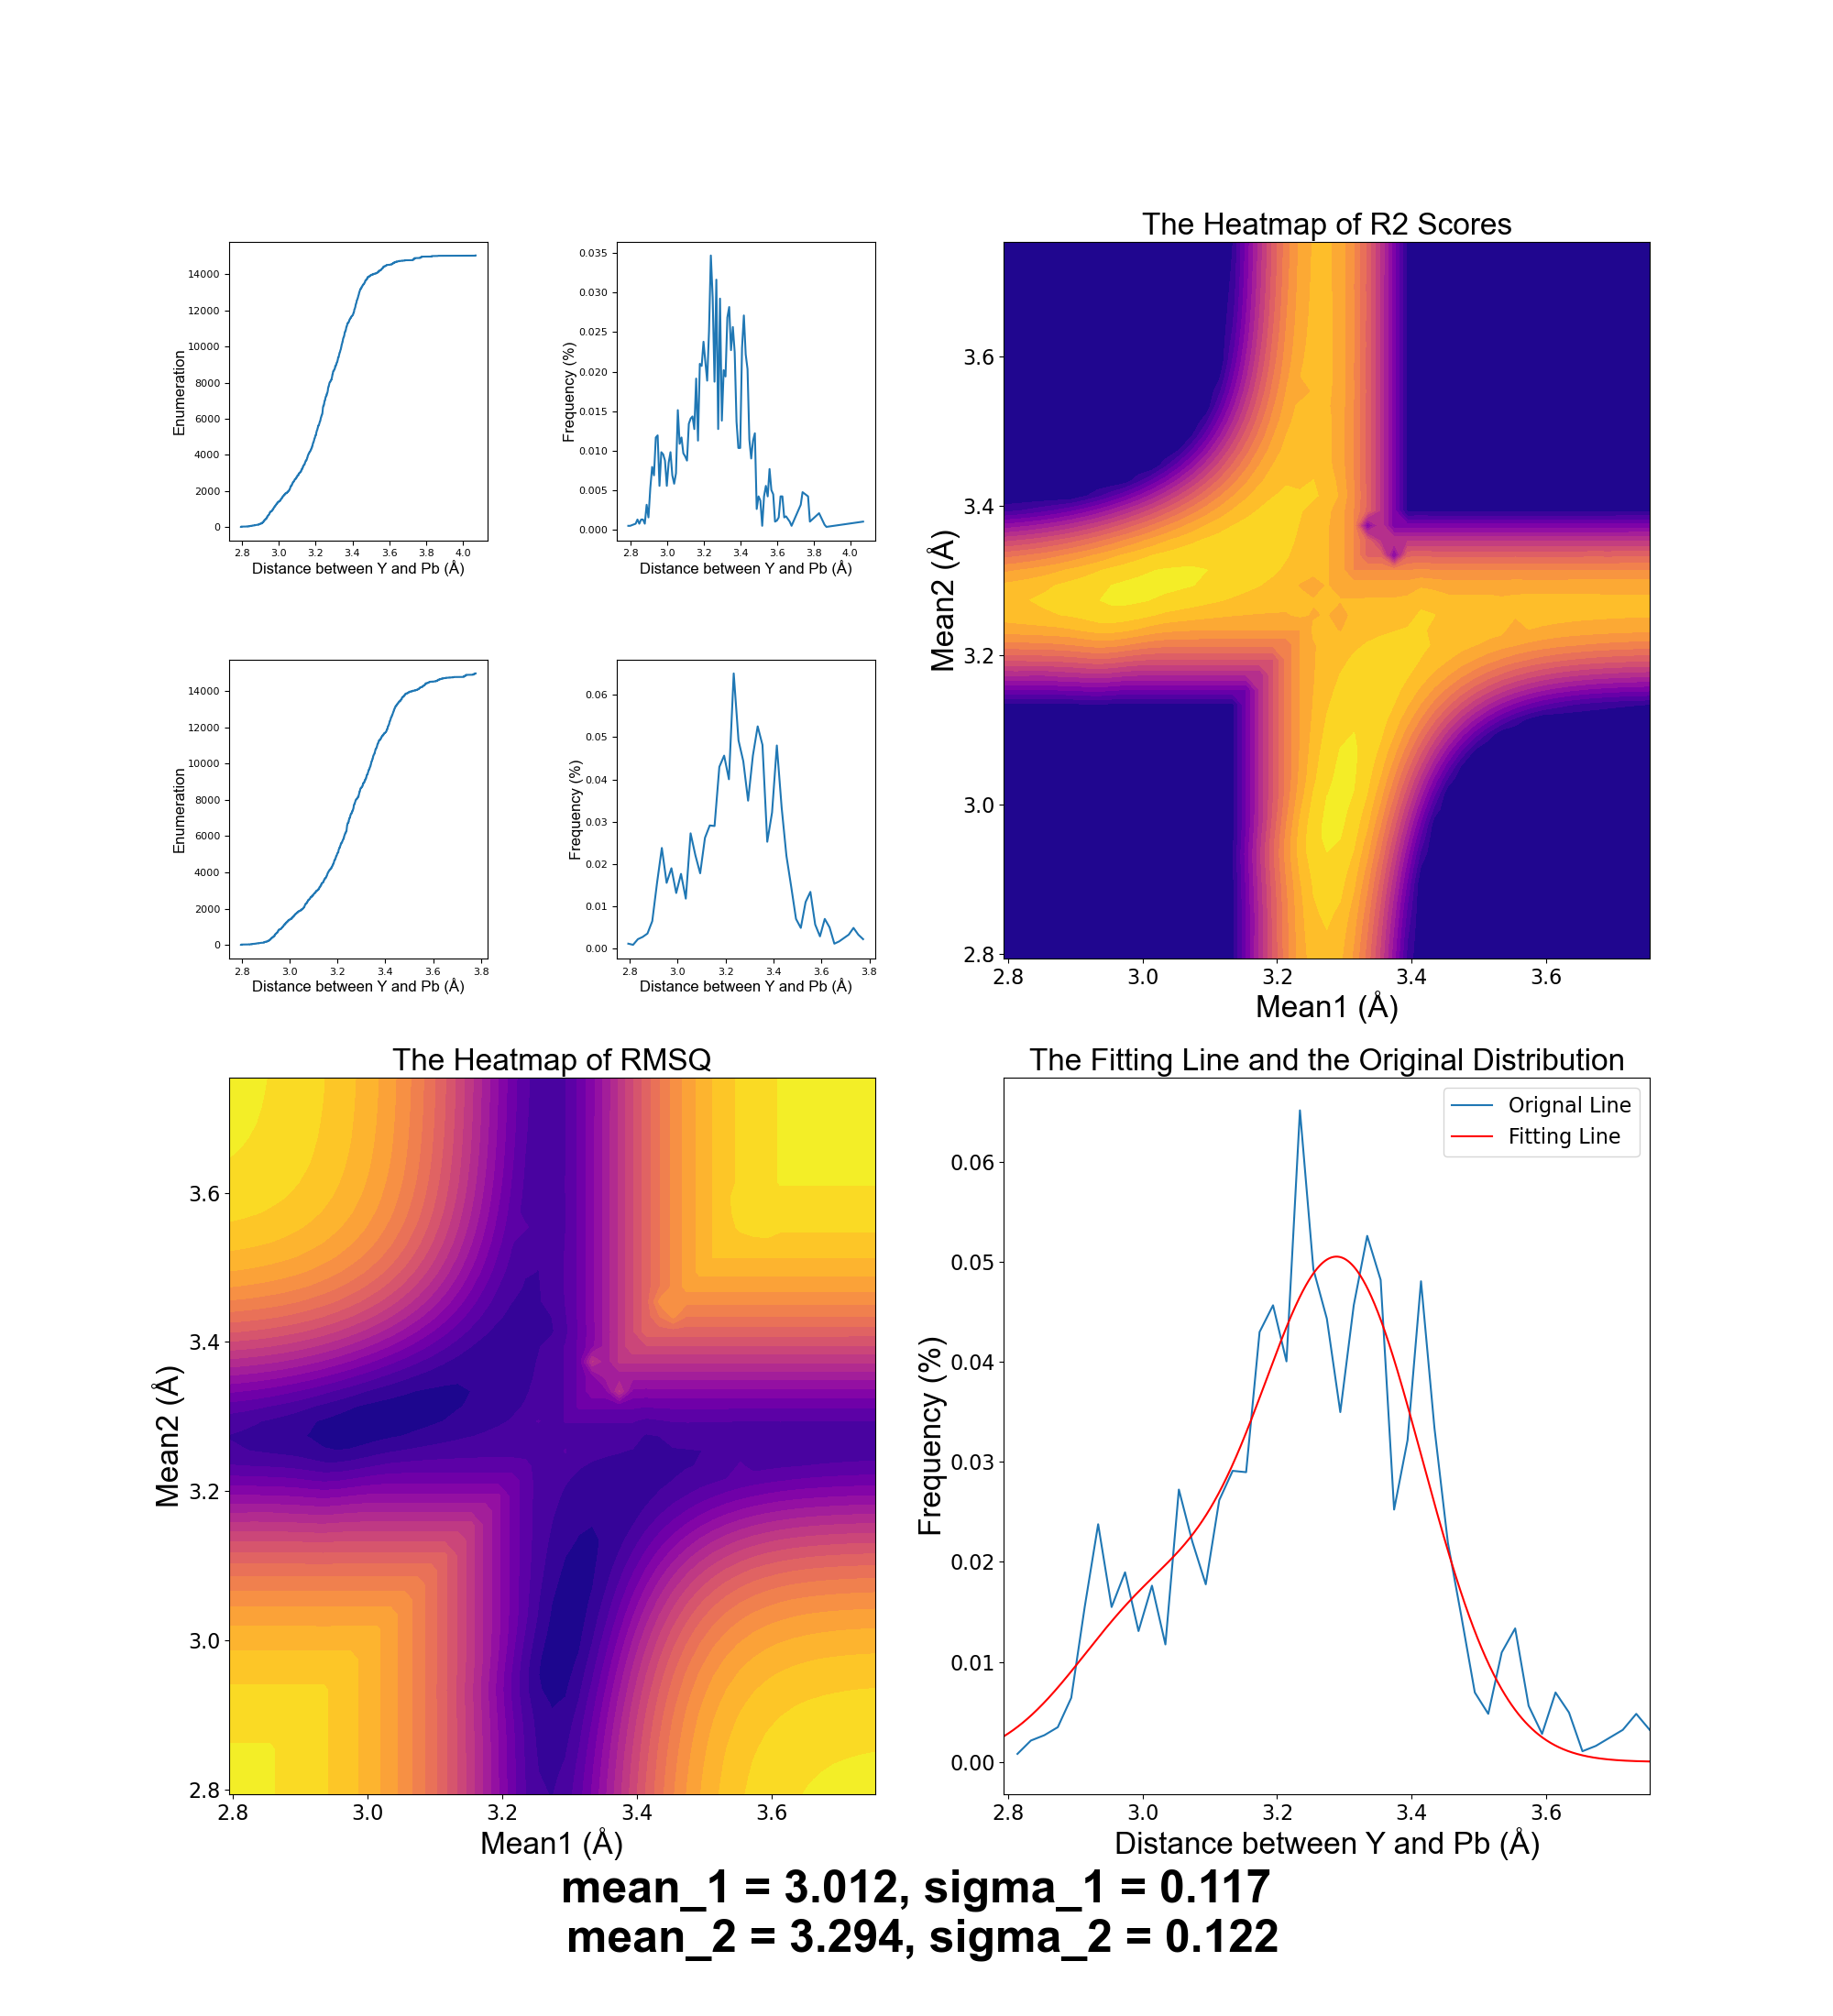 Enumeration
14000
12000
10000
8000
6000
4000
2000
0
2.8 3.0 3.2 3.4 3.6 3.8 4.0
Distance between Y and Pb (Å)
Frequency (%)
0.035
0.030
0.025
0.020
0.015
0.010
0.005
0.000
2.8 3.0 3.2 3.4 3.6 3.8 4.0
Distance between Y and Pb (Å)
The Heatmap of R2 Scores
Mean2 (Å)
3.6
3.4
3.2
3.0
2.8
2.8 3.0 3.2 3.4 3.6
Mean1 (Å)
Enumeration
14000
12000
10000
8000
6000
4000
2000
0
2.8 3.0 3.2 3.4 3.6 3.8
Distance between Y and Pb (Å)
Frequency (%)
0.06
0.05
0.04
0.03
0.02
0.01
0.00
2.8 3.0 3.2 3.4 3.6 3.8
Distance between Y and Pb (Å)
The Heatmap of RMSQ
Mean2 (Å)
3.6
3.4
3.2
3.0
2.8
2.8 3.0 3.2 3.4 3.6
Mean1 (Å)
The Fitting Line and the Original Distribution
Orignal Line
Fitting Line
Frequency (%)
0.06
0.05
0.04
0.03
0.02
0.01
0.00
2.8 3.0 3.2 3.4 3.6
Distance between Y and Pb (Å)
mean_1 = 3.012, sigma_1 = 0.117
mean_2 = 3.294, sigma_2 = 0.122